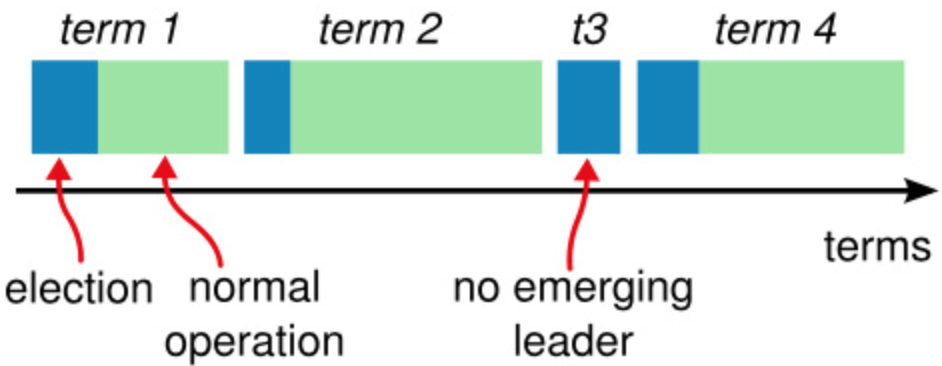 term 1
term 2
t3
term 4
terms
election
normal
operation
no emerging
leader